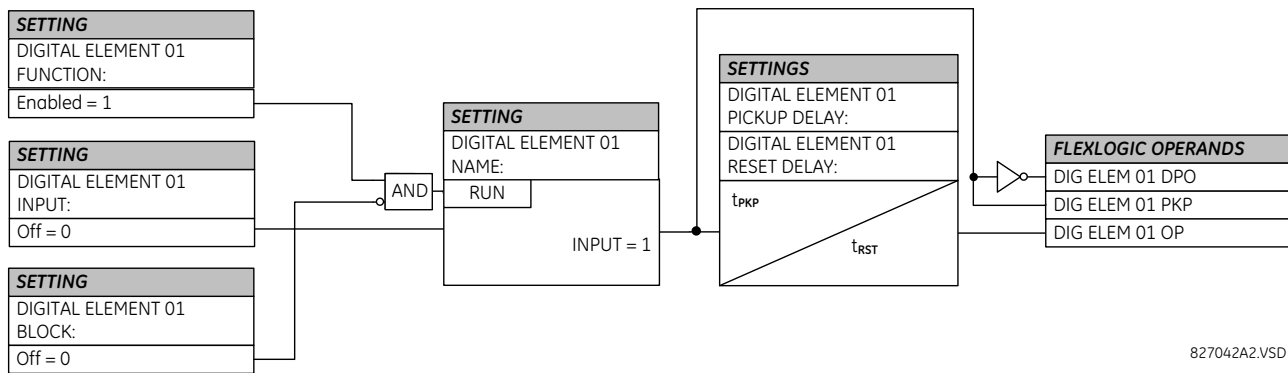 SETTING
DIGITAL ELEMENT 01
FUNCTION:
Enabled = 1
SETTING
DIGITAL ELEMENT 01
INPUT:
Off = 0
SETTING
DIGITAL ELEMENT 01
BLOCK:
Off = 0
AND
SETTING
DIGITAL ELEMENT 01
NAME:
RUN
INPUT = 1
SETTINGS
DIGITAL ELEMENT 01
PICKUP DELAY:
DIGITAL ELEMENT 01
RESET DELAY:
tPKP
tRST
FLEXLOGIC OPERANDS
DIG ELEM 01 DPO
DIG ELEM 01 PKP
DIG ELEM 01 OP
827042A2.VSD